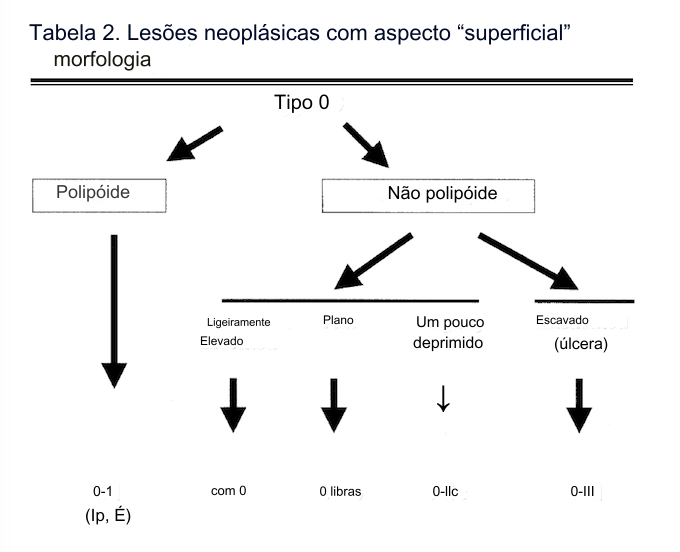 Tabela 2. Lesões neoplásicas com aspecto “superficial”
morfologia
Tipo 0
Polipóide
Não polipóide
Ligeiramente
Elevado
Plano
Um pouco
deprimido
Escavado
(úlcera)
0-1
(Ip, É)
com 0
0 libras
0-IIc
0-III